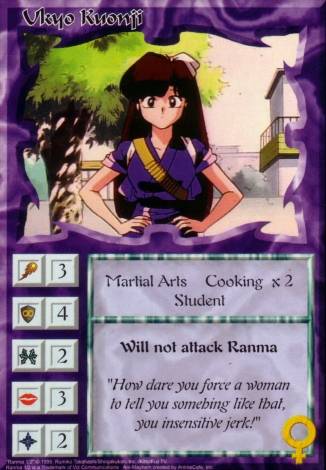 Ukyo Kuonji
3
4
2
3
2
Martial Arts Cooking x 2
Student
Will not attack Ranma
"How dare you force a woman
to tell you something like that,
you insensitive jerk!"